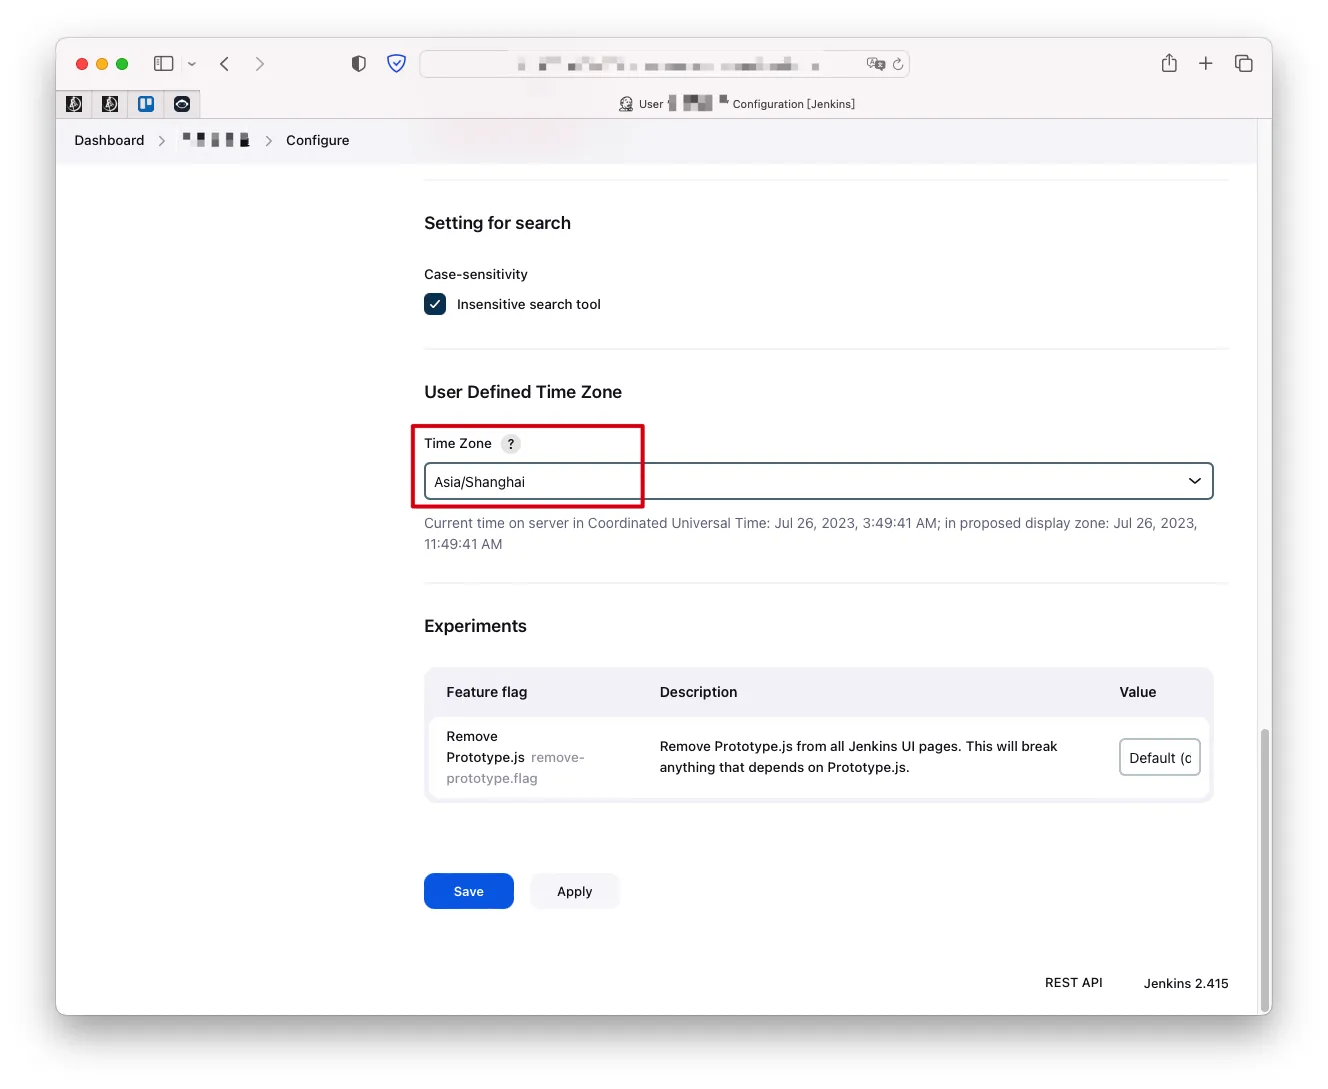 User ' " Configuration [Jenkins]
Dashboard
Configure
Setting for search
Case-sensitivity
Insensitive search tool
User Defined Time Zone
Time Zone ?
Asia/Shanghai
Current time on server in Coordinated Universal Time: Jul 26, 2023, 3:49:41 AM; in proposed display zone: Jul 26, 2023,
11:49:41 AM
Experiments
Feature flag Description Value
Remove
Prototype.js remove-
prototype.flag
Remove Prototype.js from all Jenkins UI pages. This will break
anything that depends on Prototype.js.
Default (c
Save Apply
REST API Jenkins 2.415